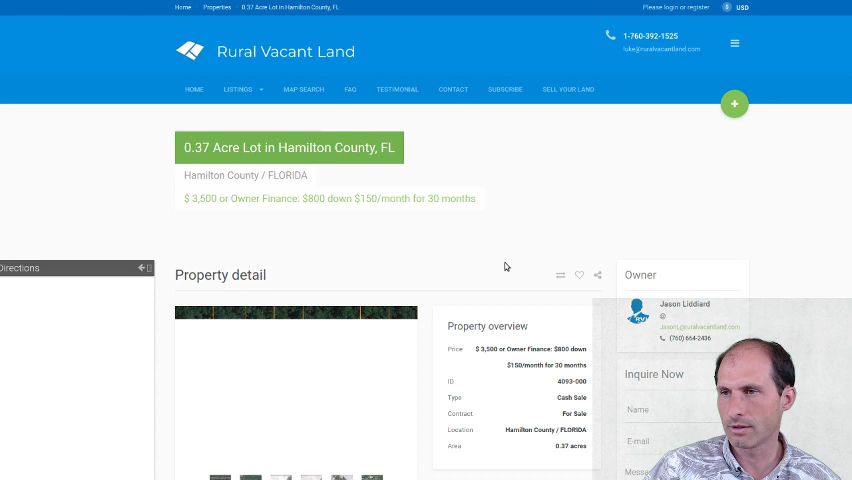 Home Properties 0.37 Acre Lot in Hamilton County, FL Please login or register $ USD
Rural Vacant Land
1-760-392-1525
luke@ruralvacantland.com
HOME LISTINGS MAP SEARCH FAQ TESTIMONIAL CONTACT SUBSCRIBE SELL YOUR LAND
0.37 Acre Lot in Hamilton County, FL
Hamilton County / FLORIDA
$ 3,500 or Owner Finance: $800 down $150/month for 30 months
Directions
Property detail
Owner
Jason Liddiard
@
JasonL@ruralvacantland.com
(760) 664-2436
Property overview
Price $ 3,500 or Owner Finance: $800 down
$150/month for 30 months
ID 4093-000
Type Cash Sale
Contract For Sale
Location Hamilton County / FLORIDA
Area 0.37 acres
Inquire Now
Name
E-mail